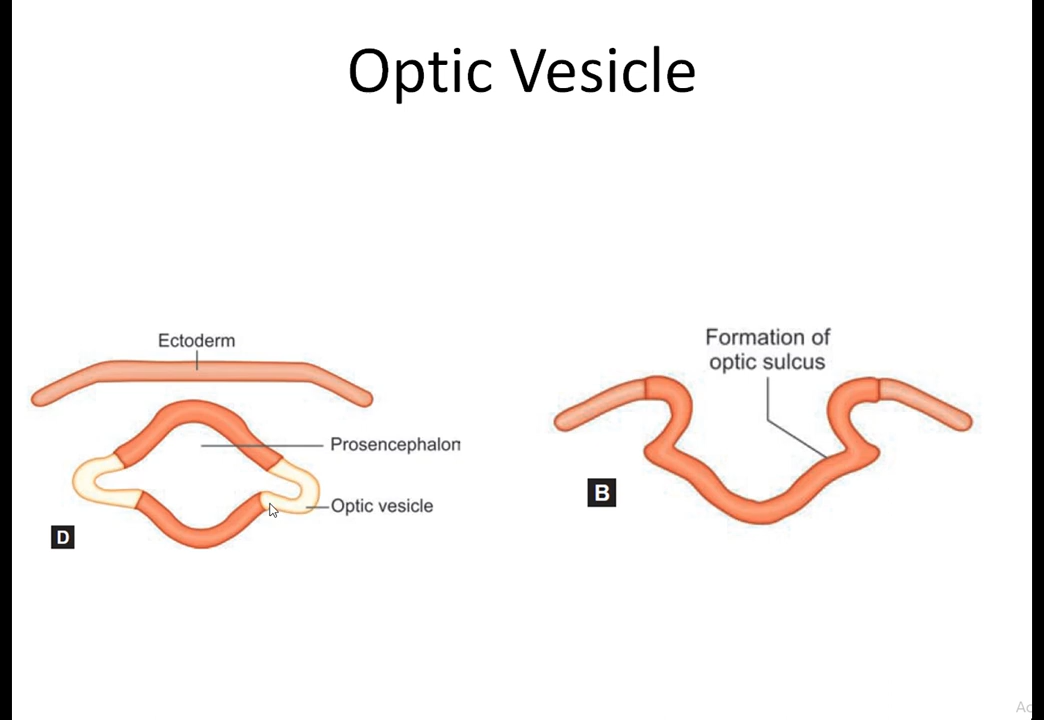 Optic Vesicle
Ectoderm
Prosencephalon
Optic vesicle
D
Formation of
optic sulcus
B